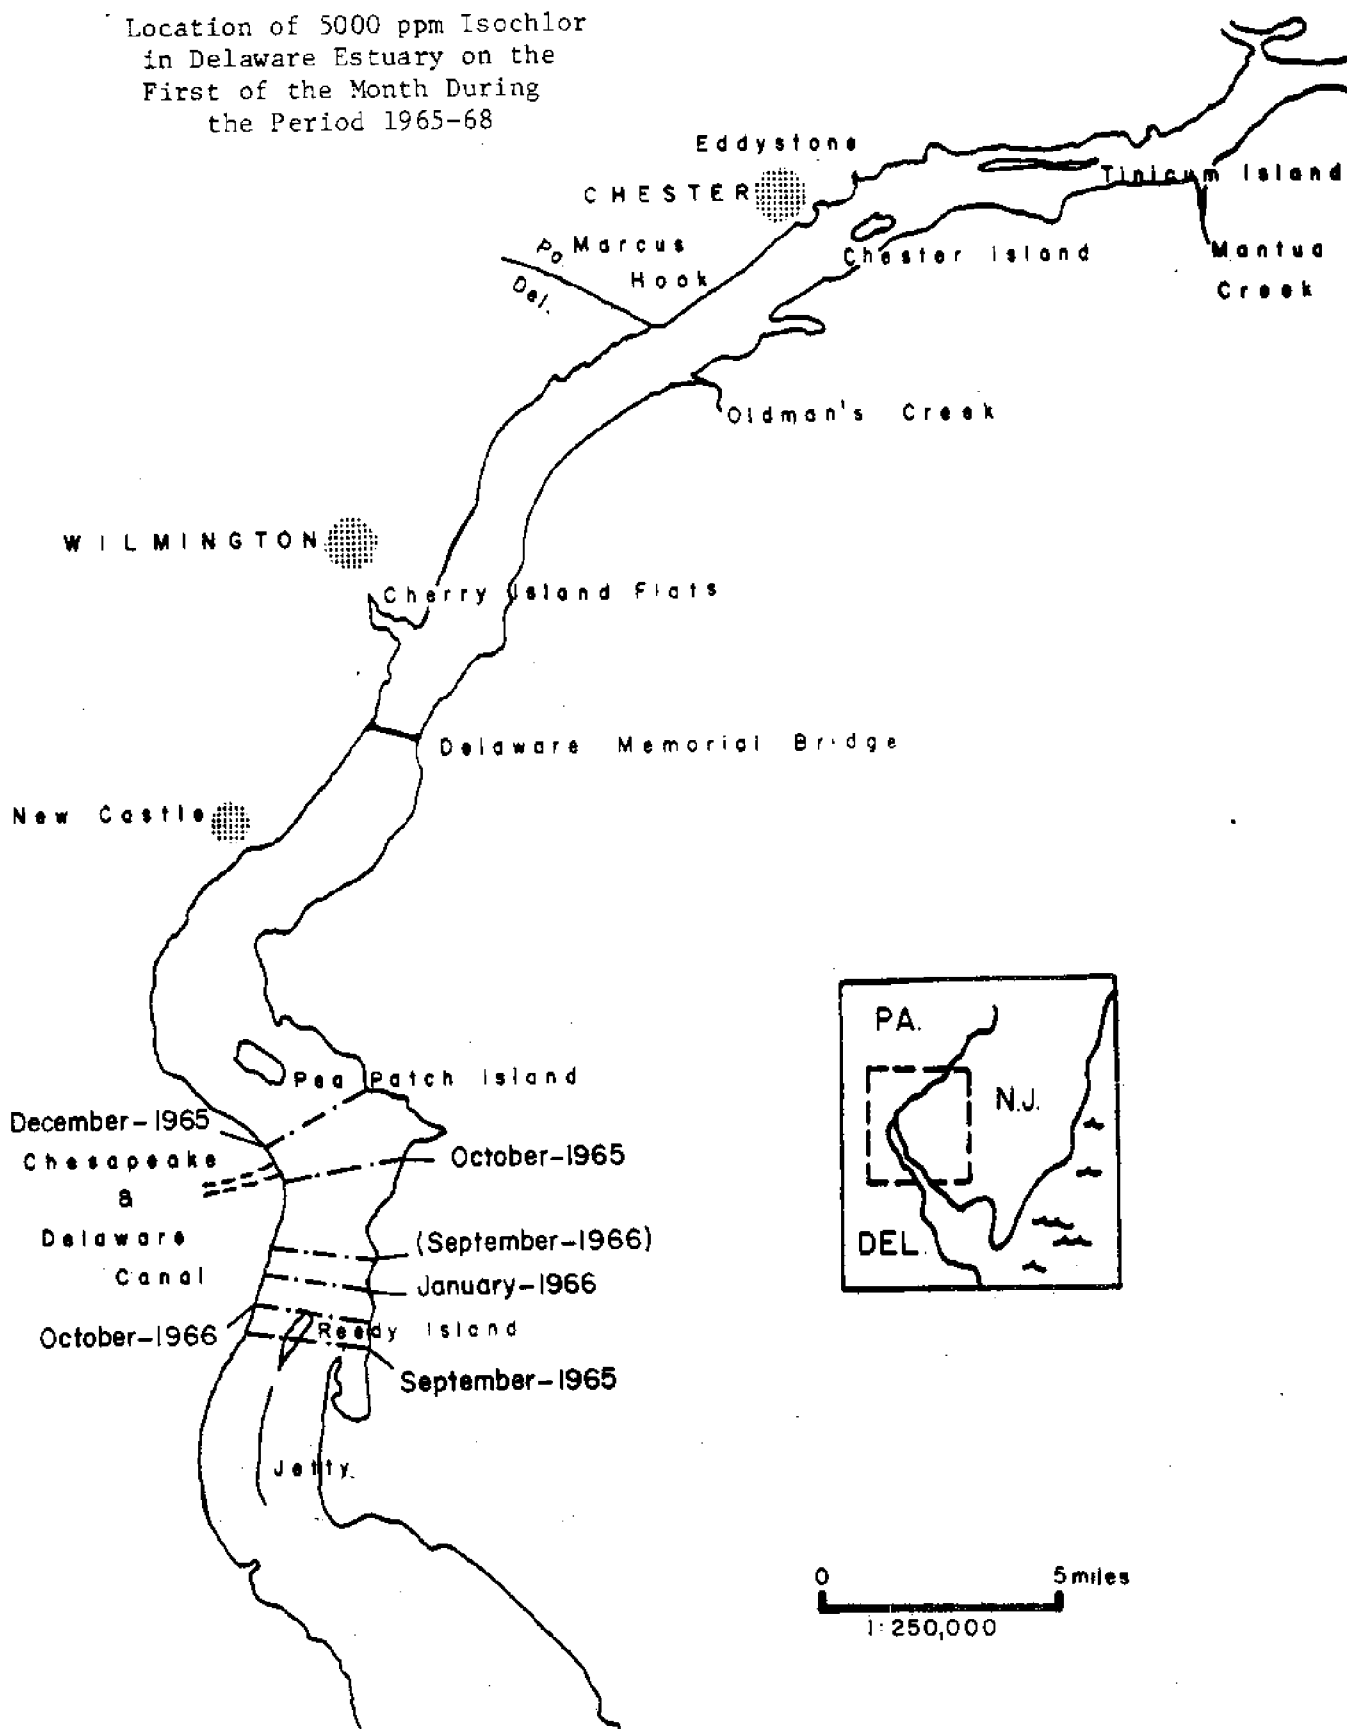 Location of 5000 ppm Isochlor
in Delaware Estuary on the
First of the Month During
the Period 1965-68
Eddystone
CHESTER
Tinicum Island
Pa
Marcus
Hook
Del.
Chester Island
Mantua
Creek
Oldman's Creek
WILMINGTON
Cherry Island Flats
Delaware Memorial Bridge
New Castle
PA.
N.J.
DEL.
Pea Patch Island
December-1965
Chesapeake
&
Delaware
Canal
October-1965
(September-1966)
January-1966
October-1966
Reedy Island
September-1965
Jetty
0 5 miles
1:250,000